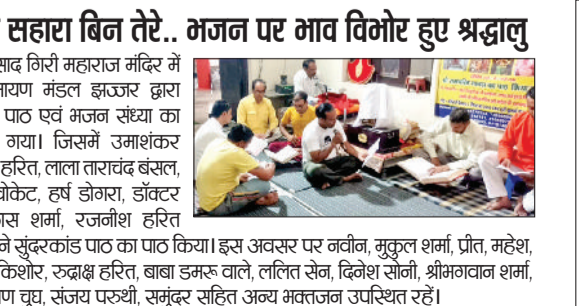 सहारा बिन तेरे.. भजन पर भाव विभोर हुए श्रद्धालु
साद गिरी महाराज मंदिर में
ायण मंडल झज्जर द्वारा
पाठ एवं भजन संध्या का
गया। जिसमें उमाशंकर
हरित, लाला ताराचंद बंसल,
वोकेट, हर्ष डोगरा, डॉक्टर
ास शर्मा, रजनीश हरित
ने सुंदरकांड पाठ का पाठ किया। इस अवसर पर नवीन, मुकुल शर्मा, प्रीत, महेश,
किशोर, रुद्राक्ष हरित, बाबा डमरू वाले, ललित सेन, दिनेश सोनी, श्रीभगवान शर्मा,
ण चुघ, संजय परुथी, समुंदर सहित अन्य भक्तजन उपस्थित रहें।